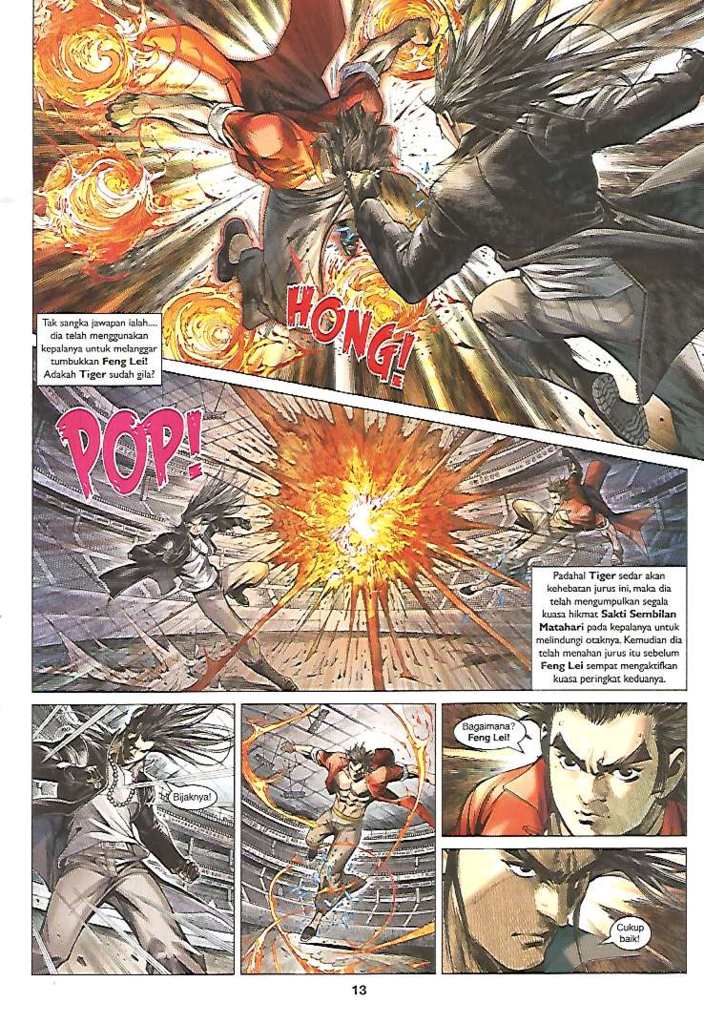 HONG!
Tak sangka jawapan ialah....
dia telah menggunakan
kepalanya untuk melanggar
tumbukkan Feng Lei!
Adakah Tiger sudah gila?
POP!
Padahal Tiger sedar akan
kehebatan jurus ini, maka dia
telah mengumpulkan segala
kuasa hikmat Sakti Sembilan
Matahari pada kepalanya untuk
melindungi otaknya. Kemudian dia
telah menahan jurus itu sebelum
Feng Lei sempat mengaktifkan
kuasa peringkat keduanya.
Bijaknya!
Bagaimana?
Feng Lei!
Cukup
baik!
13